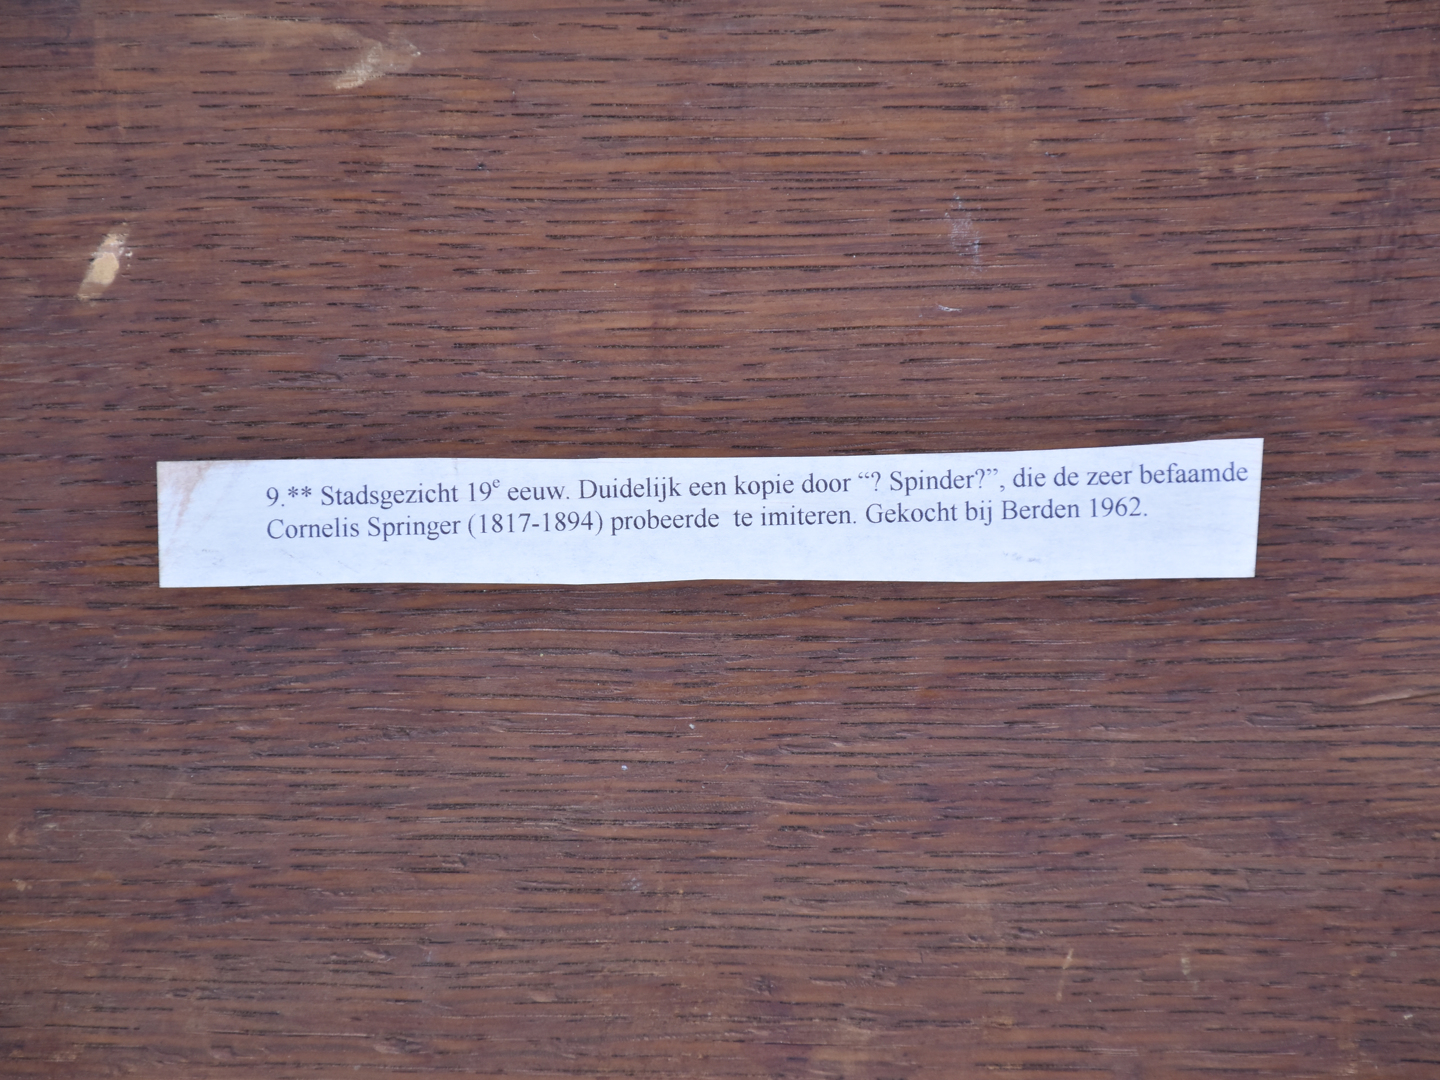 9.** Stadsgezicht 19e eeuw. Duidelijk een kopie door “? Spinder?”, die de zeer befaamde
Cornelis Springer (1817-1894) probeerde  te imiteren. Gekocht bij Berden 1962.